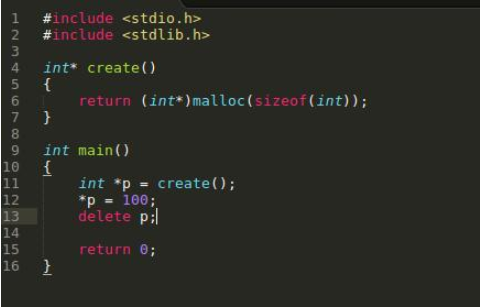 1 #include <stdio.h>
2 #include <stdlib.h>
3
4 int* create()
5 {
6     return (int*)malloc(sizeof(int));
7 }
8
9 int main()
10 {
11     int *p = create();
12     *p = 100;
13     delete p;
14
15     return 0;
16 }